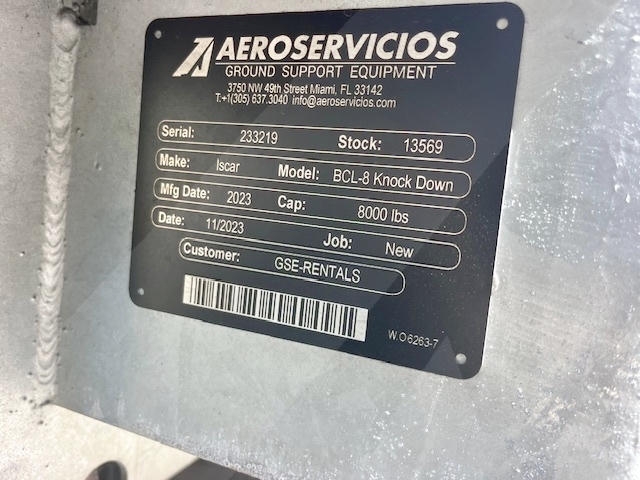 AEROSERVICIOS
GROUND SUPPORT EQUIPMENT
3750 NW 49th Street Miami, FL 33142
T:+1(305) 637.3040 info@aeroservicios.com
Serial: 233219 Stock: 13569
Make: Iscar Model: BCL-8 Knock Down
Mfg Date: 2023 Cap: 8000 lbs
Date: 11/2023 Job: New
Customer: GSE-RENTALS
W.O6263-7